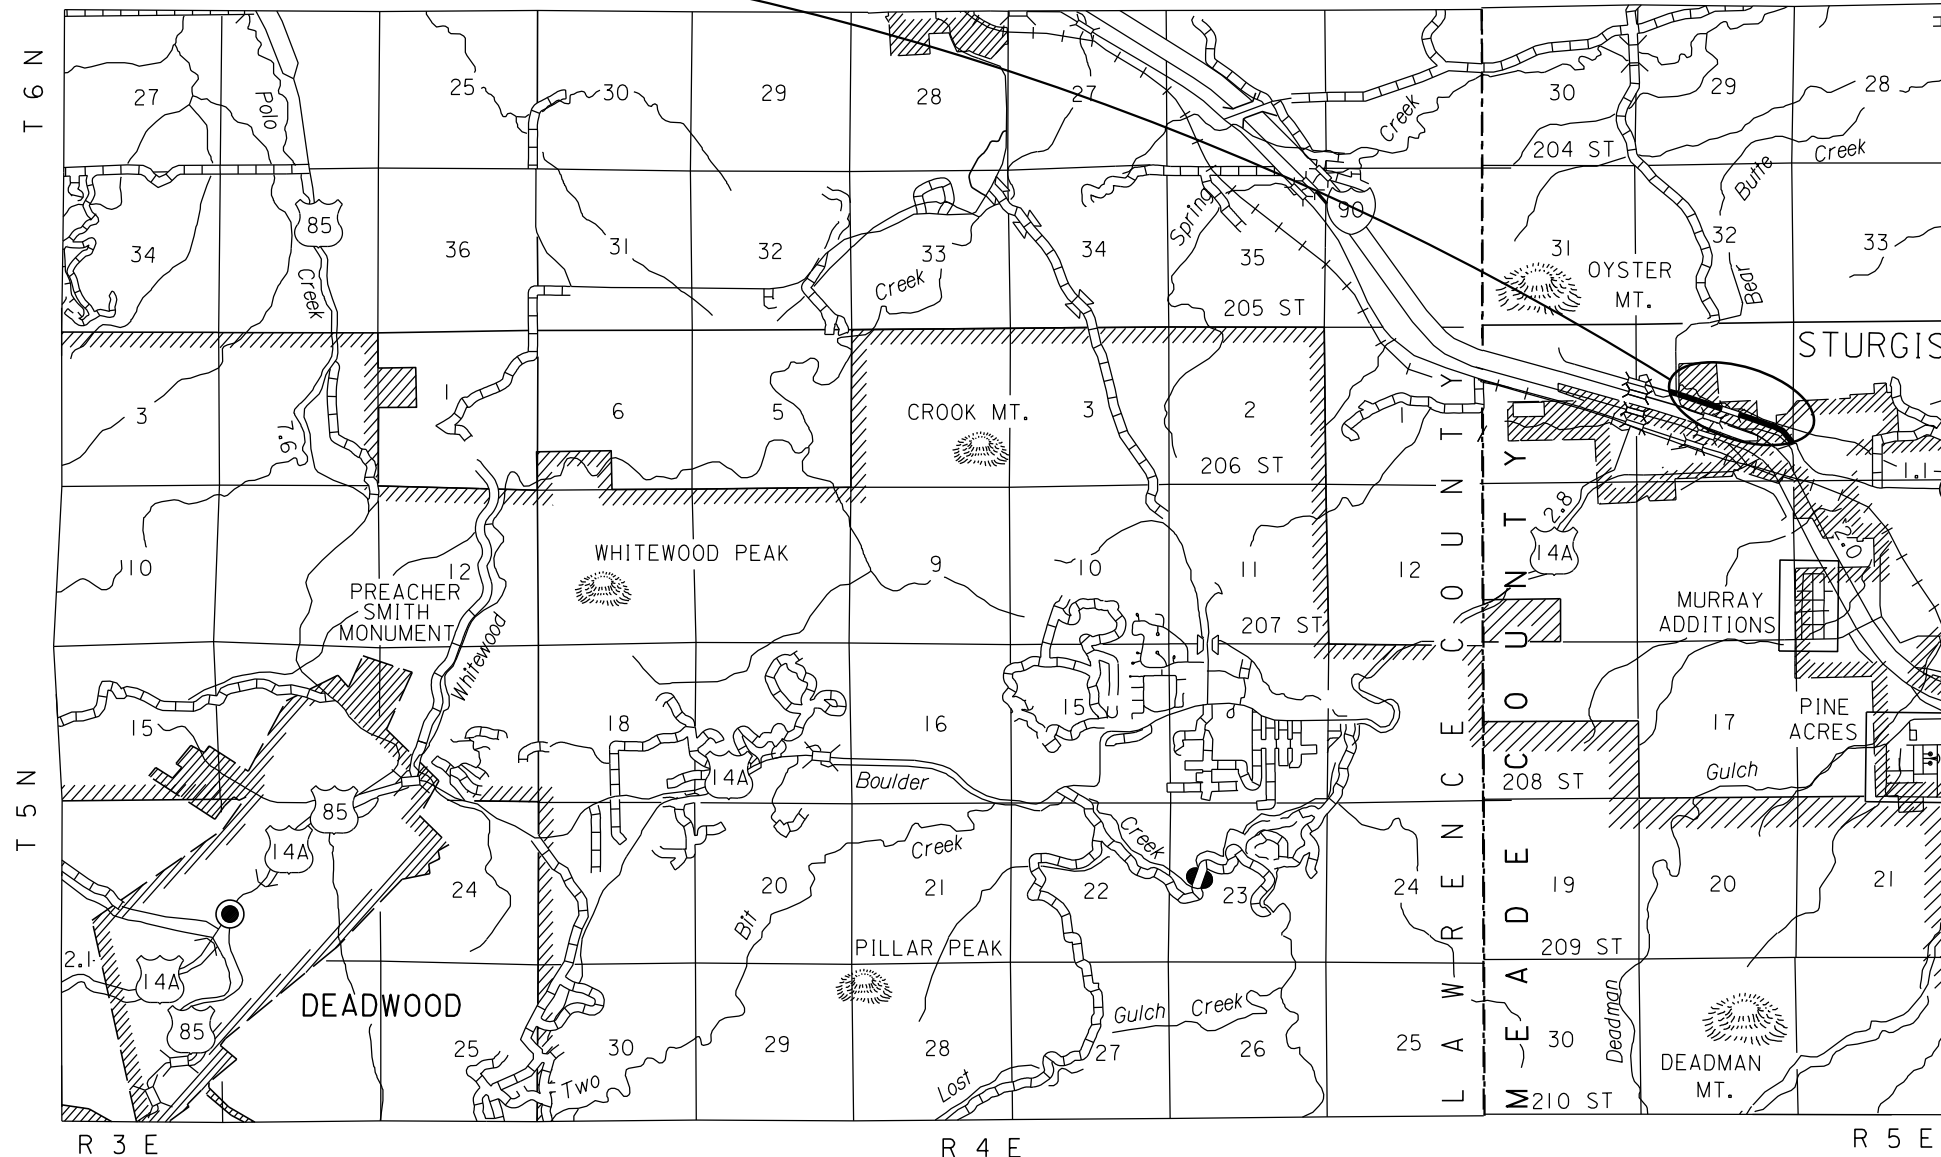 T 6 N
27
Polo
25
30
29
28
27
Creek
30
29
28
204 ST
Butte
Creek
34
85
Creek
36
31
32
33
Creek
34
Spring
35
90
205 ST
31
OYSTER
MT.
32
Bear
33
STURGIS
3
7.6
1
6
5
CROOK MT.
3
2
1
206 ST
1.1
10
PREACHER
SMITH
MONUMENT
12
Whitewood
WHITEWOOD PEAK
9
10
11
12
207 ST
2.8
14A
2.0
MURRAY
ADDITIONS
T 5 N
15
18
14A
16
Boulder
15
208 ST
17
PINE
ACRES
Gulch
85
14A
24
20
Bit
Creek
21
22
Creek
23
24
19
20
21
209 ST
2.1
14A
85
DEADWOOD
PILLAR PEAK
25
30
Two
29
28
Lost
27
Gulch Creek
26
25
30
Deadman
DEADMAN
MT.
210 ST
LAWRENCE COUNTY
MEADE COUNTY
R 3 E
R 4 E
R 5 E